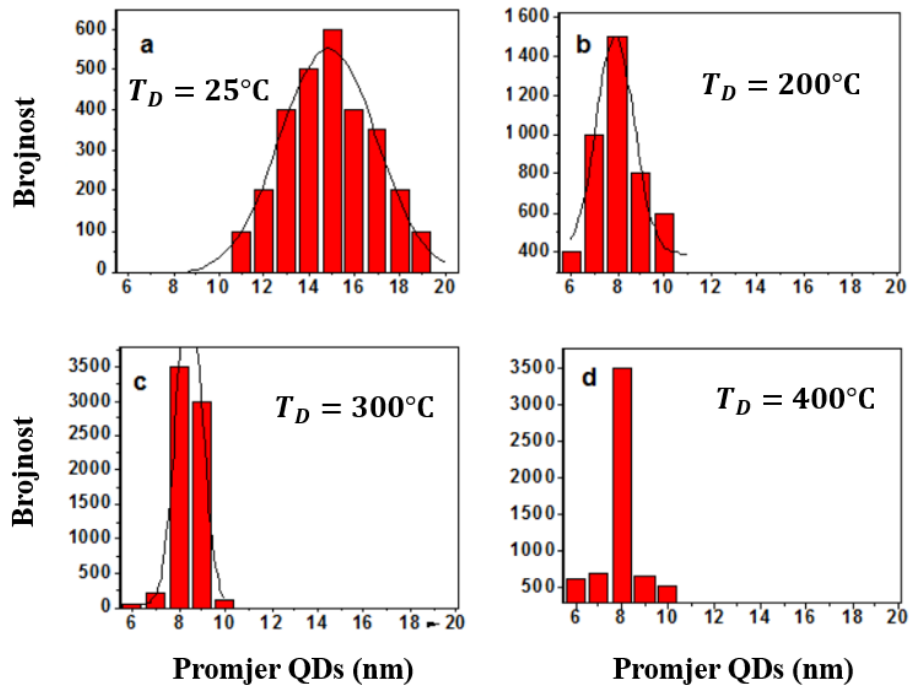 Brojnost
a
T_D = 25°C
600
500
400
300
200
100
0
6 8 10 12 14 16 18 20
b
T_D = 200°C
1 600
1 400
1 200
1 000
800
600
400
6 8 10 12 14 16 18 20
Brojnost
c
T_D = 300°C
3500
3000
2500
2000
1500
1000
500
0
6 8 10 12 14 16 18 20
Promjer QDs (nm)
d
T_D = 400°C
3500
3000
2500
2000
1500
1000
500
6 8 10 12 14 16 18 20
Promjer QDs (nm)